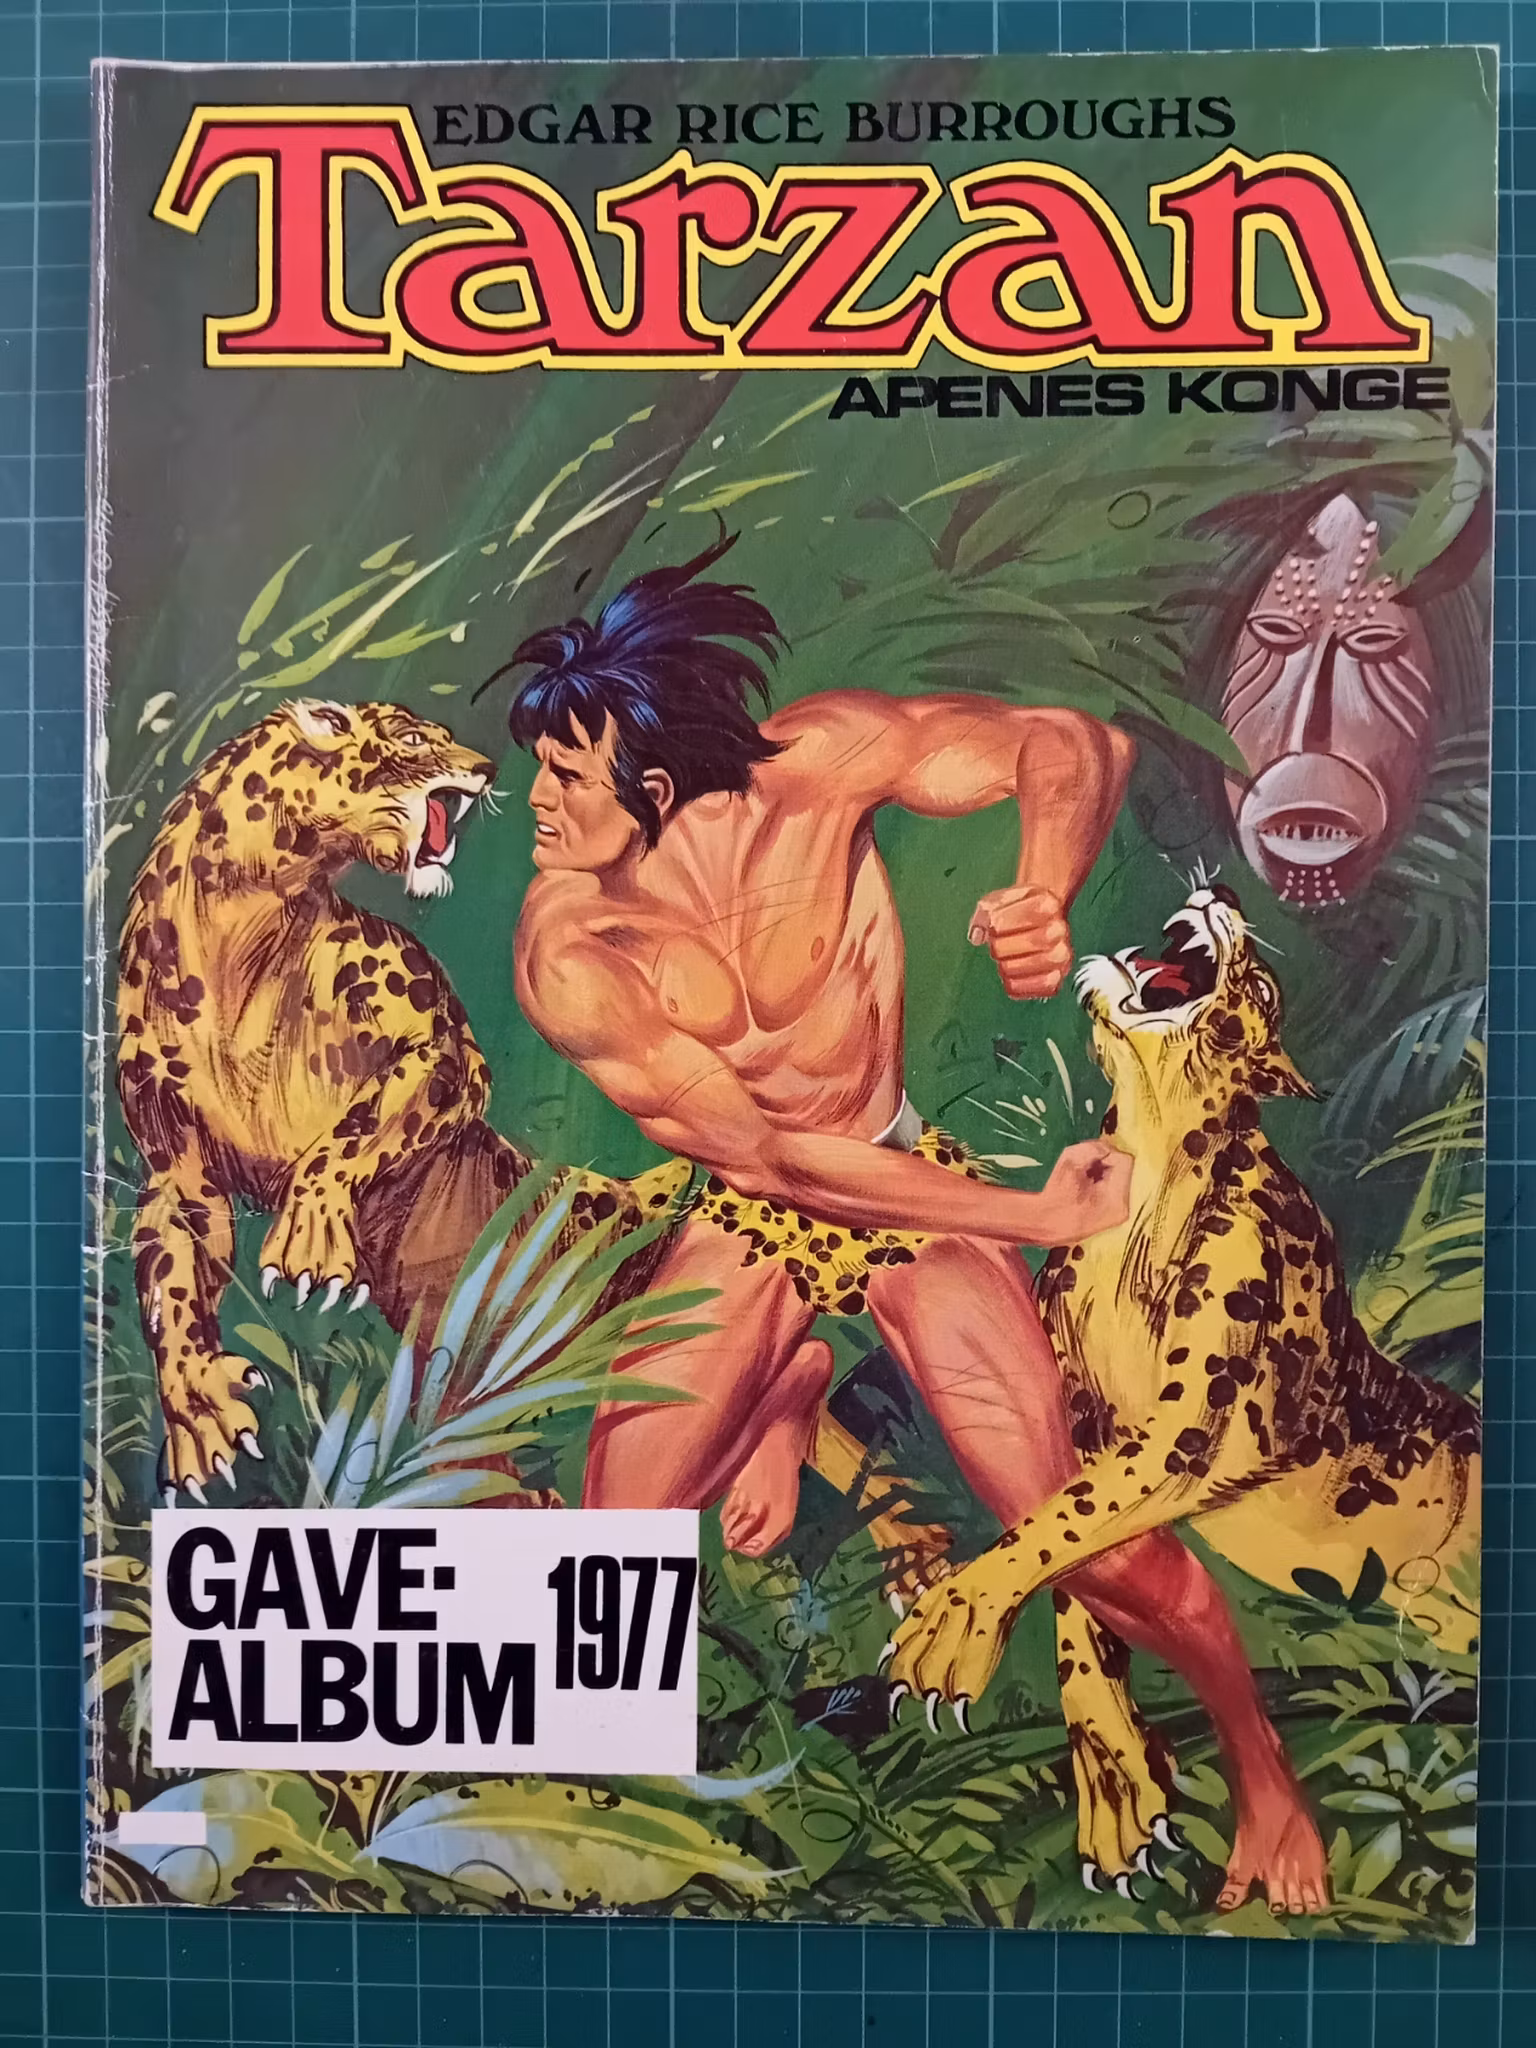 EDGAR RICE BURROUGHS
Tarzan
APENES KONGE
GAVE-
ALBUM
1977